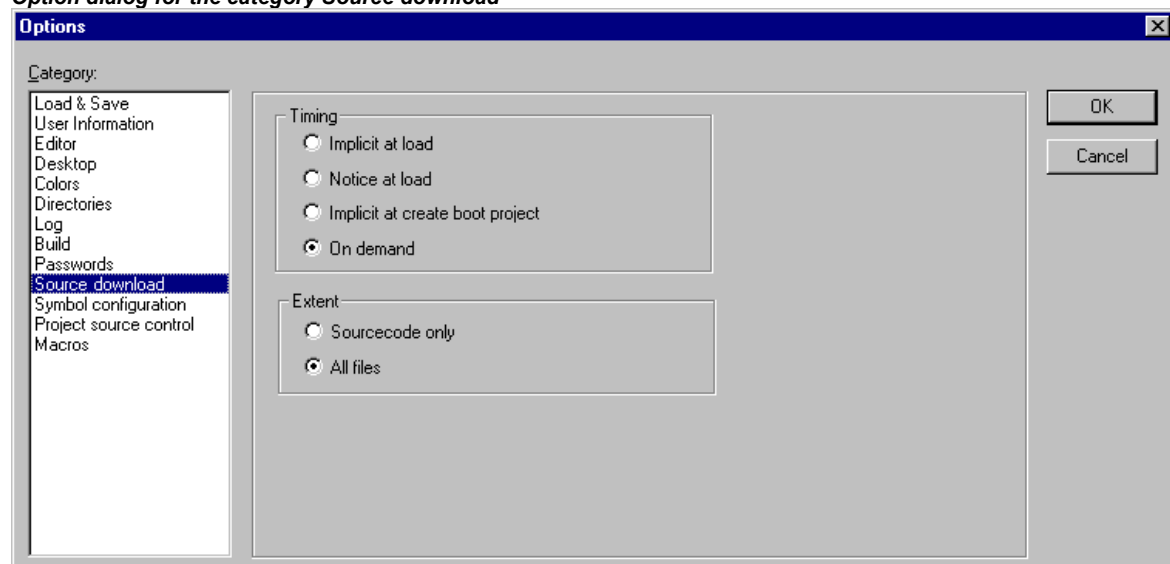 Option dialog for the category Source download
Options
Category:
Load & Save
User Information
Editor
Desktop
Colors
Directories
Log
Build
Passwords
Source download
Symbol configuration
Project source control
Macros
Timing
Implicit at load
Notice at load
Implicit at create boot project
On demand
Extent
Sourcecode only
All files
OK
Cancel